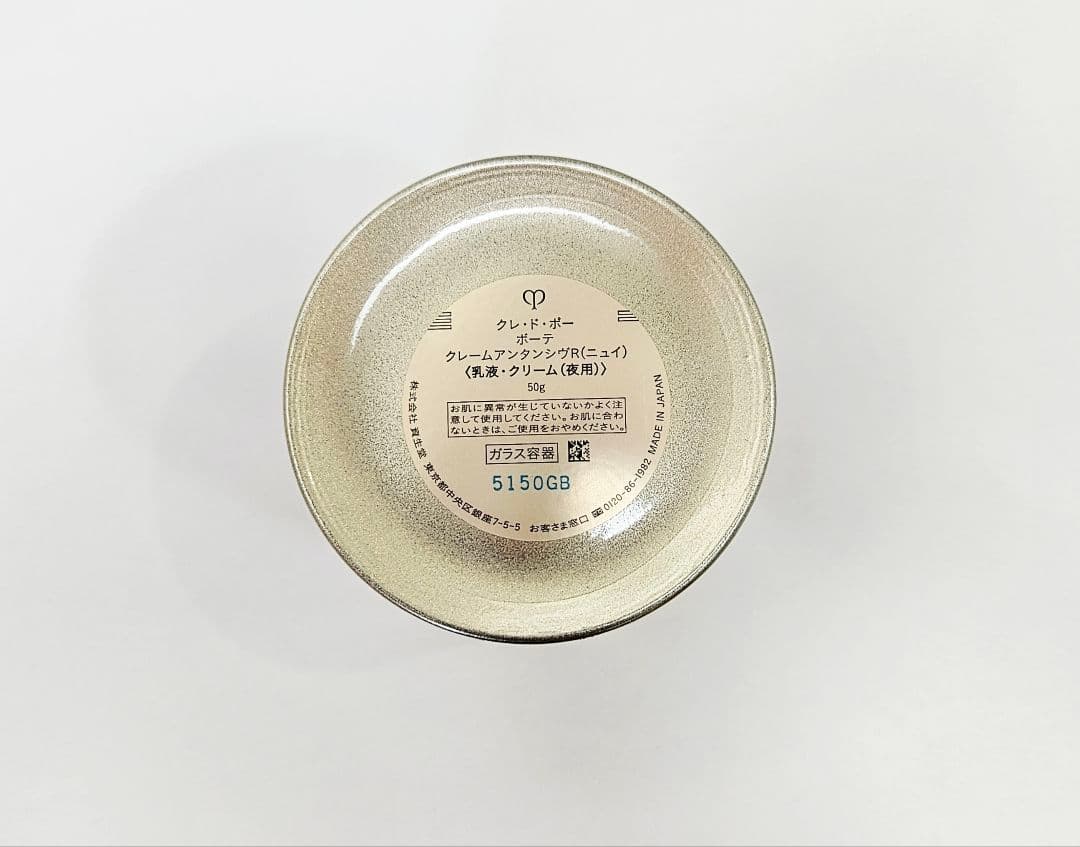 クレ・ド・ポー
ボーテ
クレームアンタンシヴR(ニュイ)
〈乳液・クリーム(夜用)〉
50g
お肌に異常が生じていないかよく注
意して使用してください。お肌に合わ
ないときは、ご使用をおやめください。
ガラス容器
5150GB
株式会社 資生堂 東京都中央区銀座7-5-5 お客さま窓口 0120-86-1982 MADE IN JAPAN